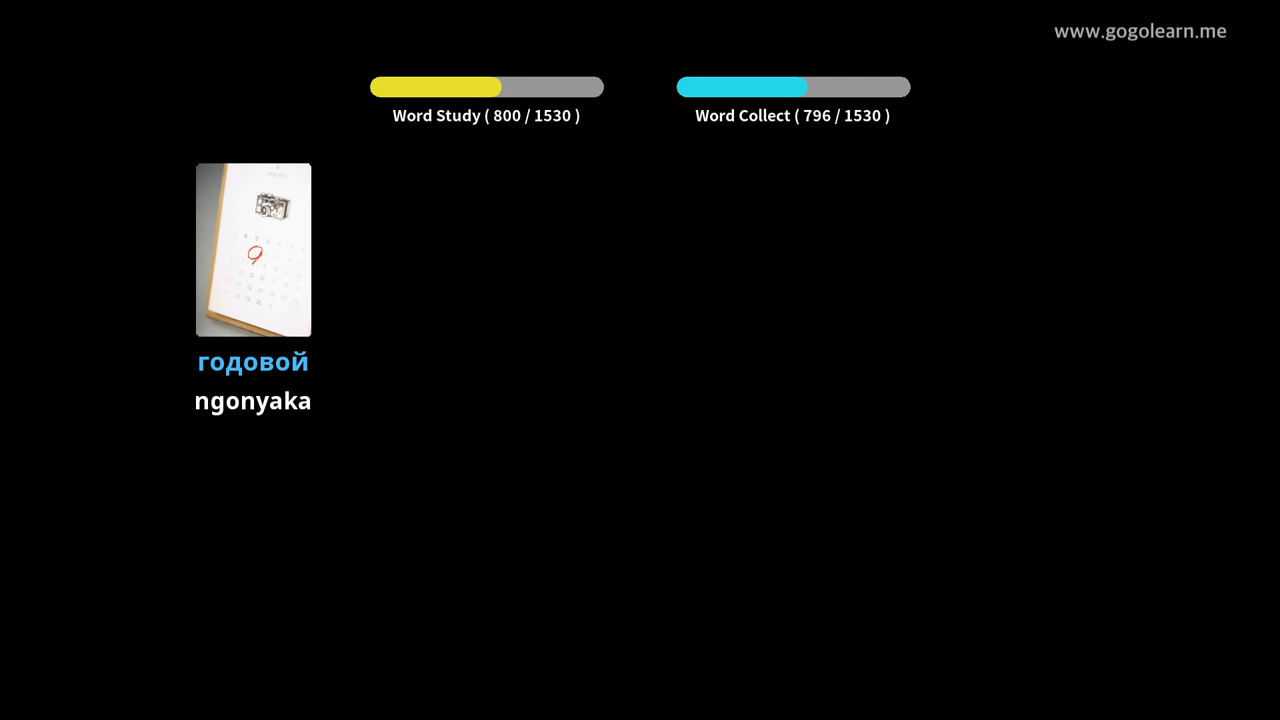 www.gogolearn.me
Word Study ( 800 / 1530 )
Word Collect ( 796 / 1530 )
годовой
ngonyaka